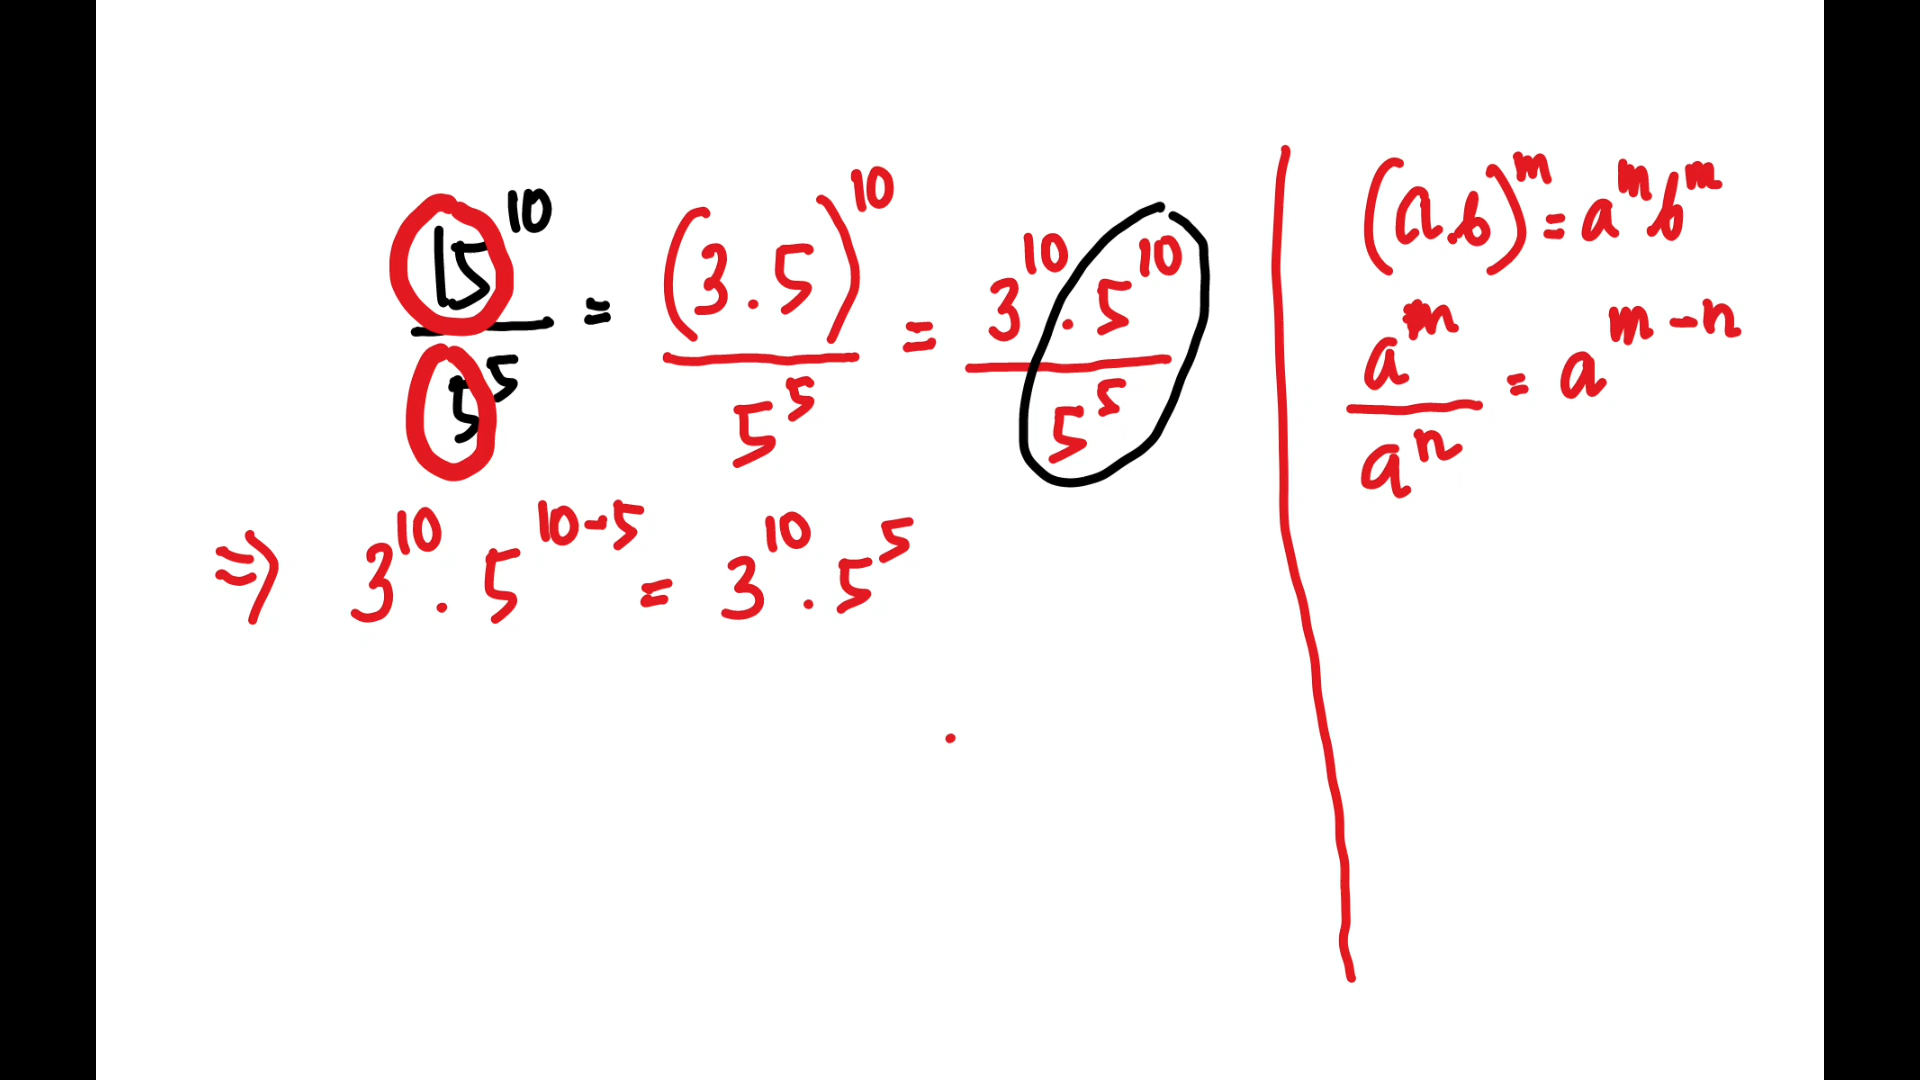 15^10 / 5^5 = (3.5)^10 / 5^5 = 3^10 . 5^10 / 5^5
⇒ 3^10 . 5^10-5 = 3^10 . 5^5
(a.b)^m = a^m b^m
a^m / a^n = a^m-n